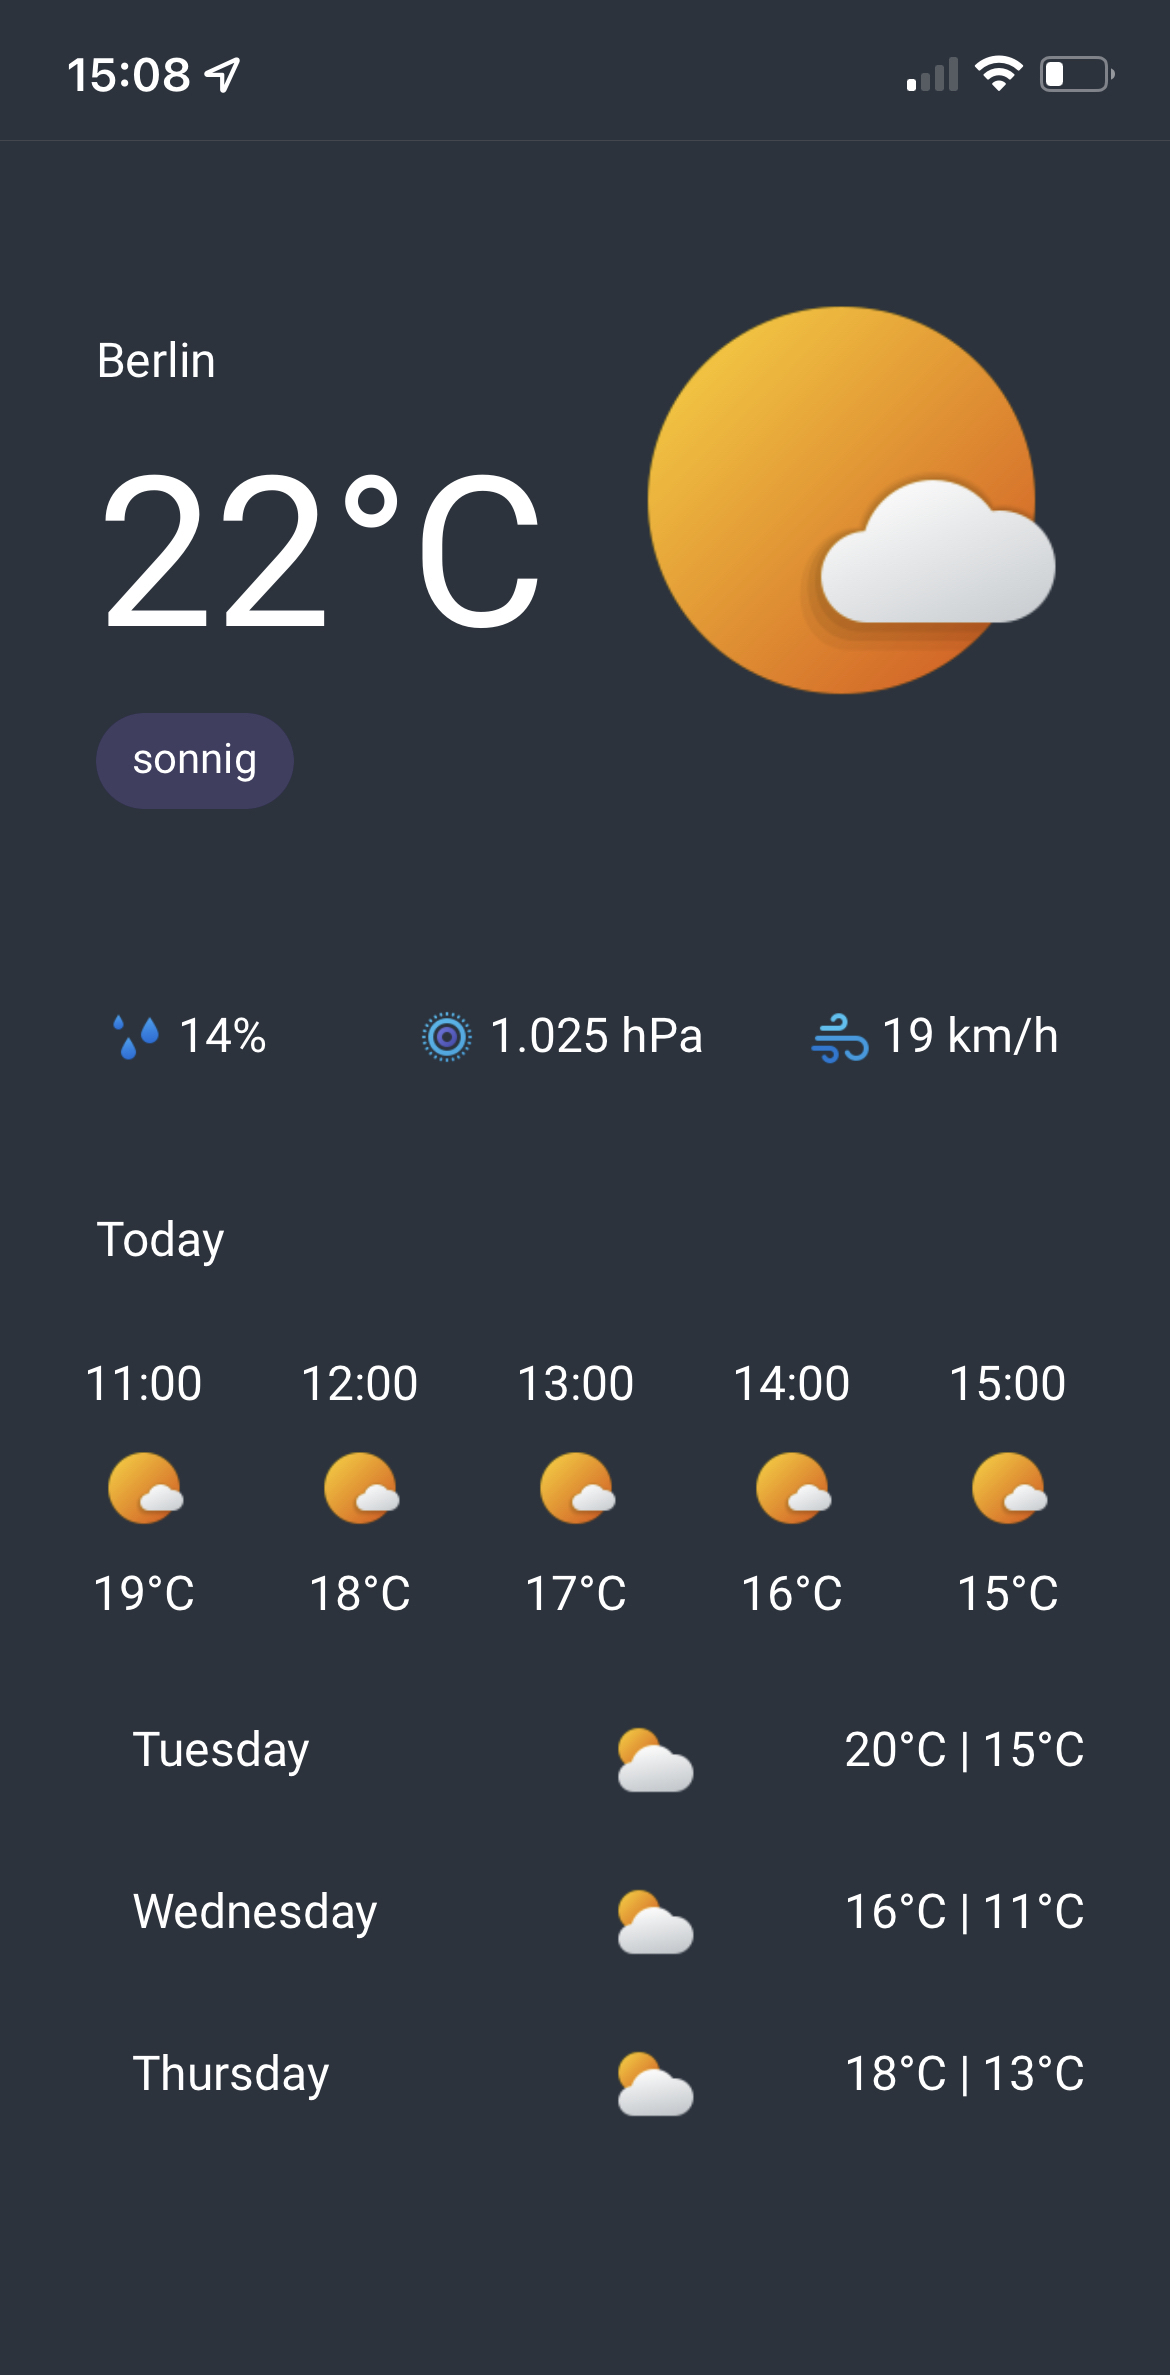 15:08
Berlin
22°C
sonnig
14% 1.025 hPa 19 km/h
Today
11:00 12:00 13:00 14:00 15:00
19°C 18°C 17°C 16°C 15°C
Tuesday 20°C | 15°C
Wednesday 16°C | 11°C
Thursday 18°C | 13°C